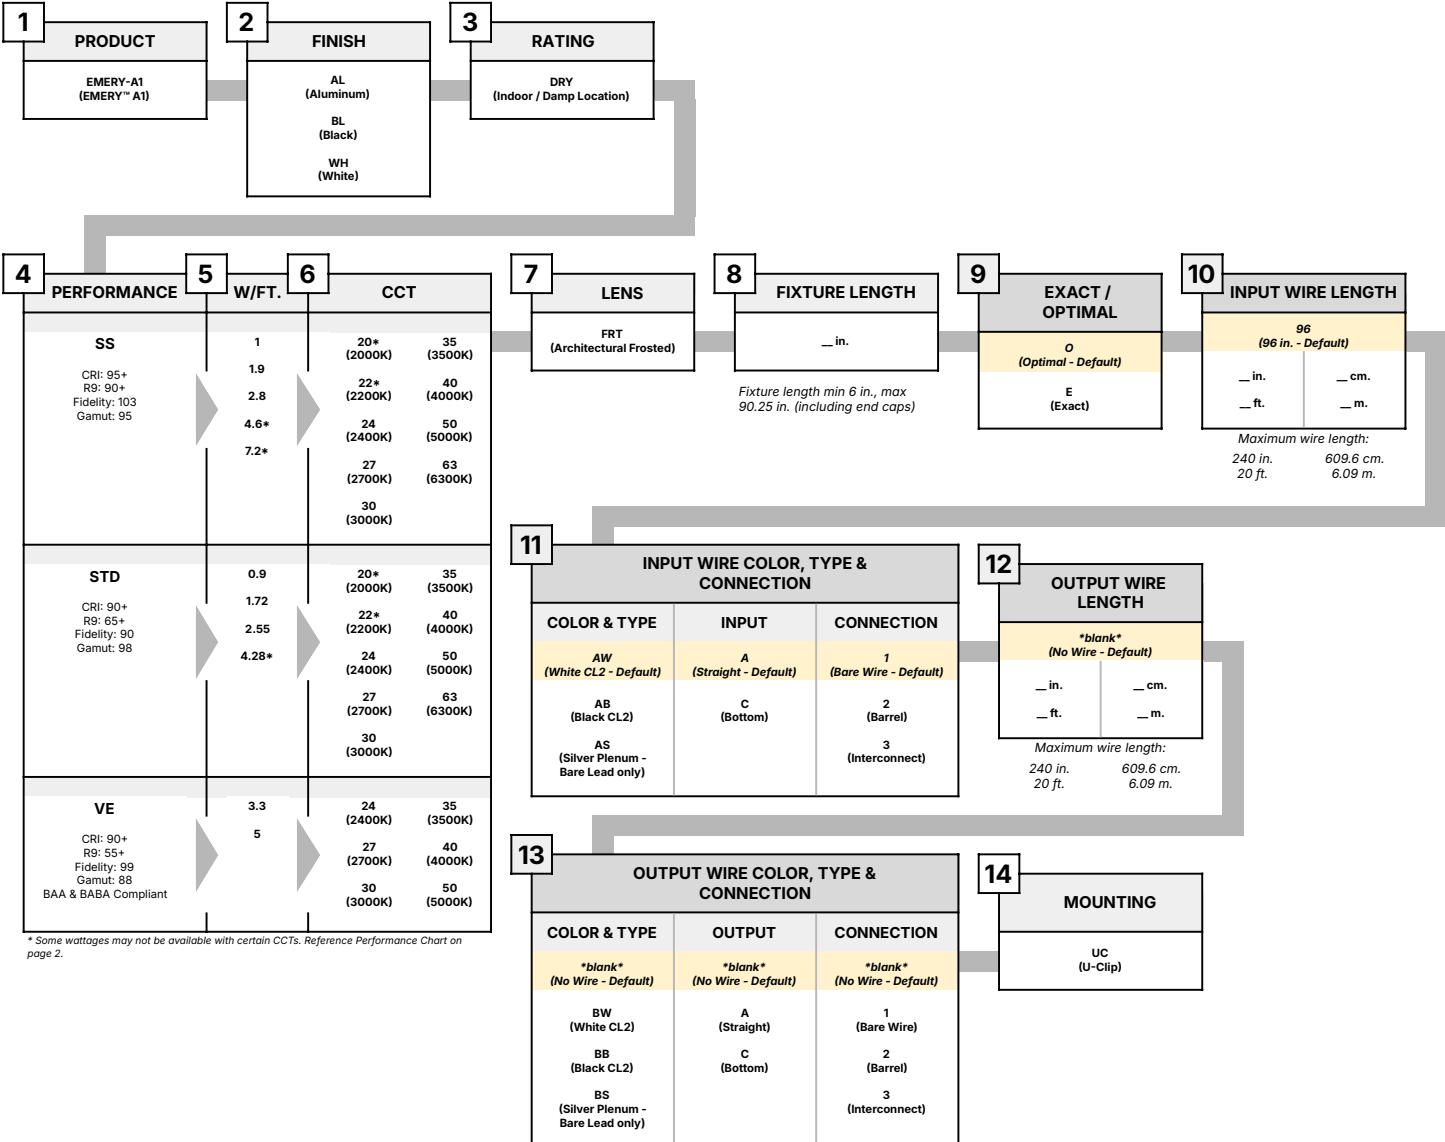 1
PRODUCT
EMERY-A1
(EMERY™ A1)
2
FINISH
AL
(Aluminum)
BL
(Black)
WH
(White)
3
RATING
DRY
(Indoor / Damp Location)
4
PERFORMANCE
5
W/FT.
6
CCT
SS
CRI: 95+
R9: 90+
Fidelity: 103
Gamut: 95
1
1.9
2.8
4.6*
7.2*
20*
(2000K)
22*
(2200K)
24
(2400K)
27
(2700K)
30
(3000K)
35
(3500K)
40
(4000K)
50
(5000K)
63
(6300K)
STD
CRI: 90+
R9: 65+
Fidelity: 90
Gamut: 98
0.9
1.72
2.55
4.28*
20*
(2000K)
22*
(2200K)
24
(2400K)
27
(2700K)
30
(3000K)
35
(3500K)
40
(4000K)
50
(5000K)
63
(6300K)
VE
CRI: 90+
R9: 55+
Fidelity: 99
Gamut: 88
BAA & BABA Compliant
3.3
5
24
(2400K)
27
(2700K)
30
(3000K)
35
(3500K)
40
(4000K)
50
(5000K)
* Some wattages may not be available with certain CCTs. Reference Performance Chart on
page 2.
7
LENS
FRT
(Architectural Frosted)
8
FIXTURE LENGTH
__ in.
Fixture length min 6 in., max
90.25 in. (including end caps)
9
EXACT /
OPTIMAL
O
(Optimal - Default)
E
(Exact)
10
INPUT WIRE LENGTH
96
(96 in. - Default)
__ in.
__ cm.
__ ft.
__ m.
Maximum wire length:
240 in.
609.6 cm.
20 ft.
6.09 m.
11
INPUT WIRE COLOR, TYPE &
CONNECTION
COLOR & TYPE
AW
(White CL2 - Default)
AB
(Black CL2)
AS
(Silver Plenum -
Bare Lead only)
INPUT
A
(Straight - Default)
C
(Bottom)
CONNECTION
1
(Bare Wire - Default)
2
(Barrel)
3
(Interconnect)
12
OUTPUT WIRE
LENGTH
*blank*
(No Wire - Default)
__ in.
__ cm.
__ ft.
__ m.
Maximum wire length:
240 in.
609.6 cm.
20 ft.
6.09 m.
13
OUTPUT WIRE COLOR, TYPE &
CONNECTION
COLOR & TYPE
*blank*
(No Wire - Default)
BW
(White CL2)
BB
(Black CL2)
BS
(Silver Plenum -
Bare Lead only)
OUTPUT
*blank*
(No Wire - Default)
A
(Straight)
C
(Bottom)
CONNECTION
*blank*
(No Wire - Default)
1
(Bare Wire)
2
(Barrel)
3
(Interconnect)
14
MOUNTING
UC
(U-Clip)